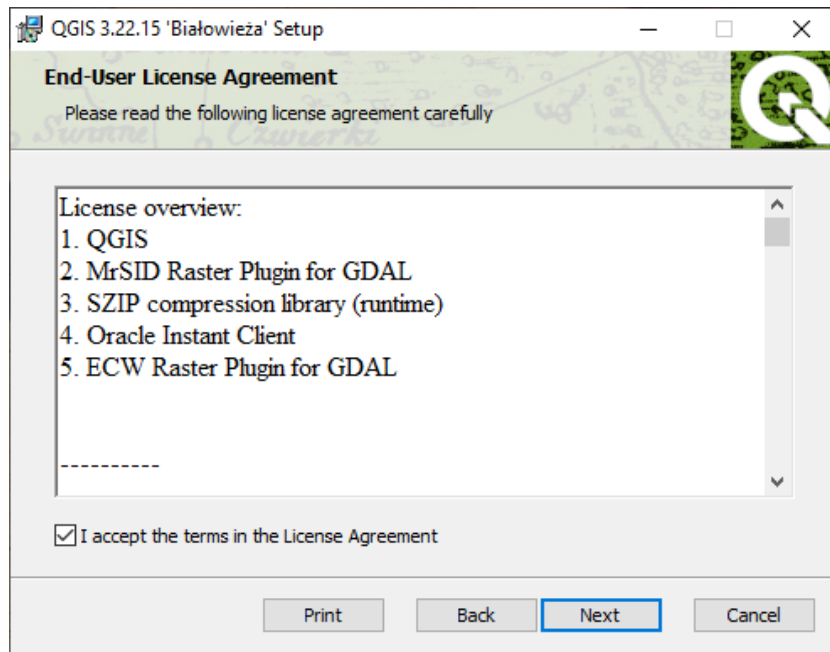 QGIS 3.22.15 'Białowieża' Setup
End-User License Agreement
Please read the following license agreement carefully
Swinne Czwierki
License overview:
1. QGIS
2. MrSID Raster Plugin for GDAL
3. SZIP compression library (runtime)
4. Oracle Instant Client
5. ECW Raster Plugin for GDAL
----------
I accept the terms in the License Agreement
Print Back Next Cancel